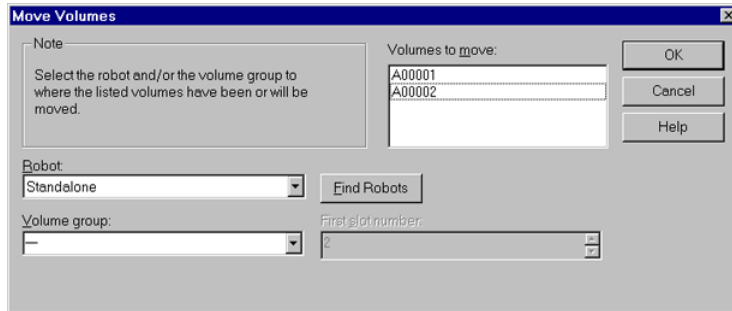 Move Volumes
Note
Select the robot and/or the volume group to
where the listed volumes have been or will be
moved.
Volumes to move:
A00001
A00002
OK
Cancel
Help
Robot:
Standalone
Find Robots
Volume group:
—
First slot number:
2